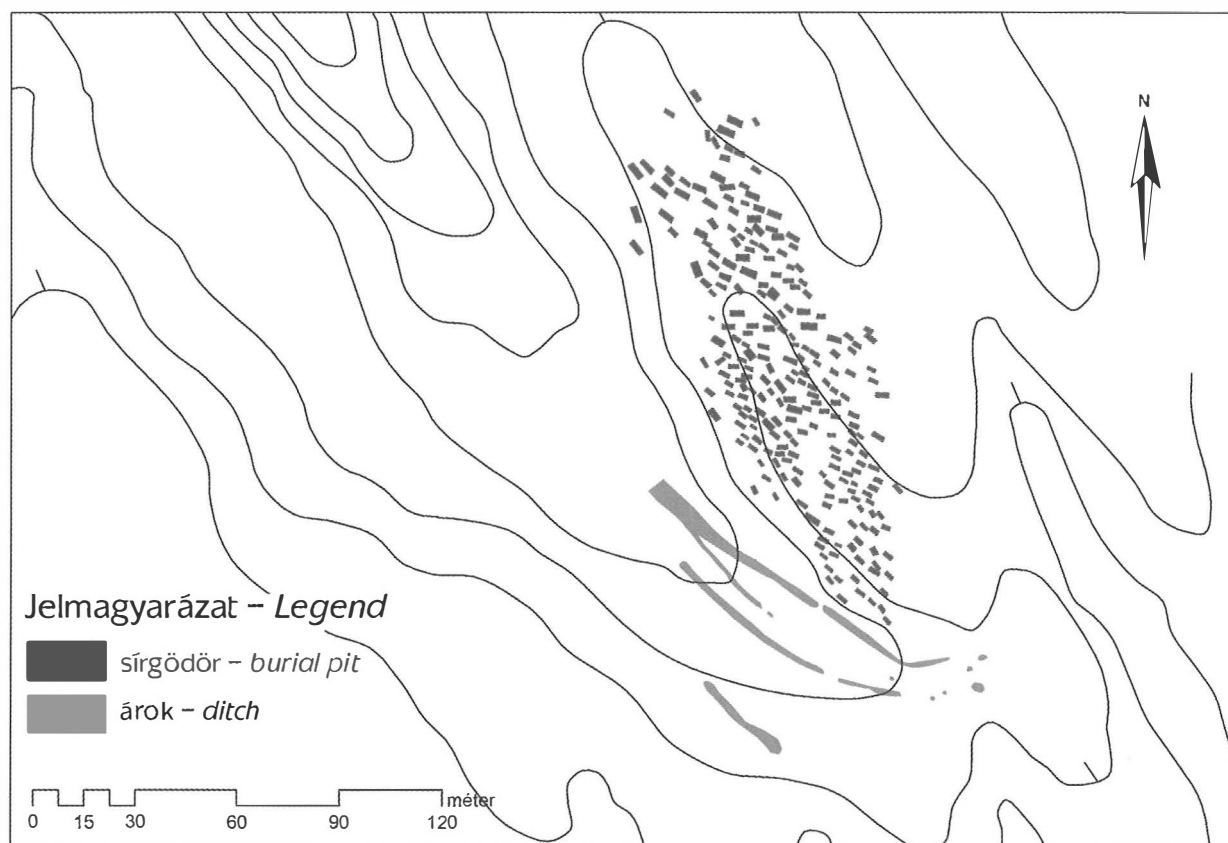 N
Jelmagyarázat – Legend
sírgödör – burial pit
árok – ditch
méter
0 15 30 60 90 120